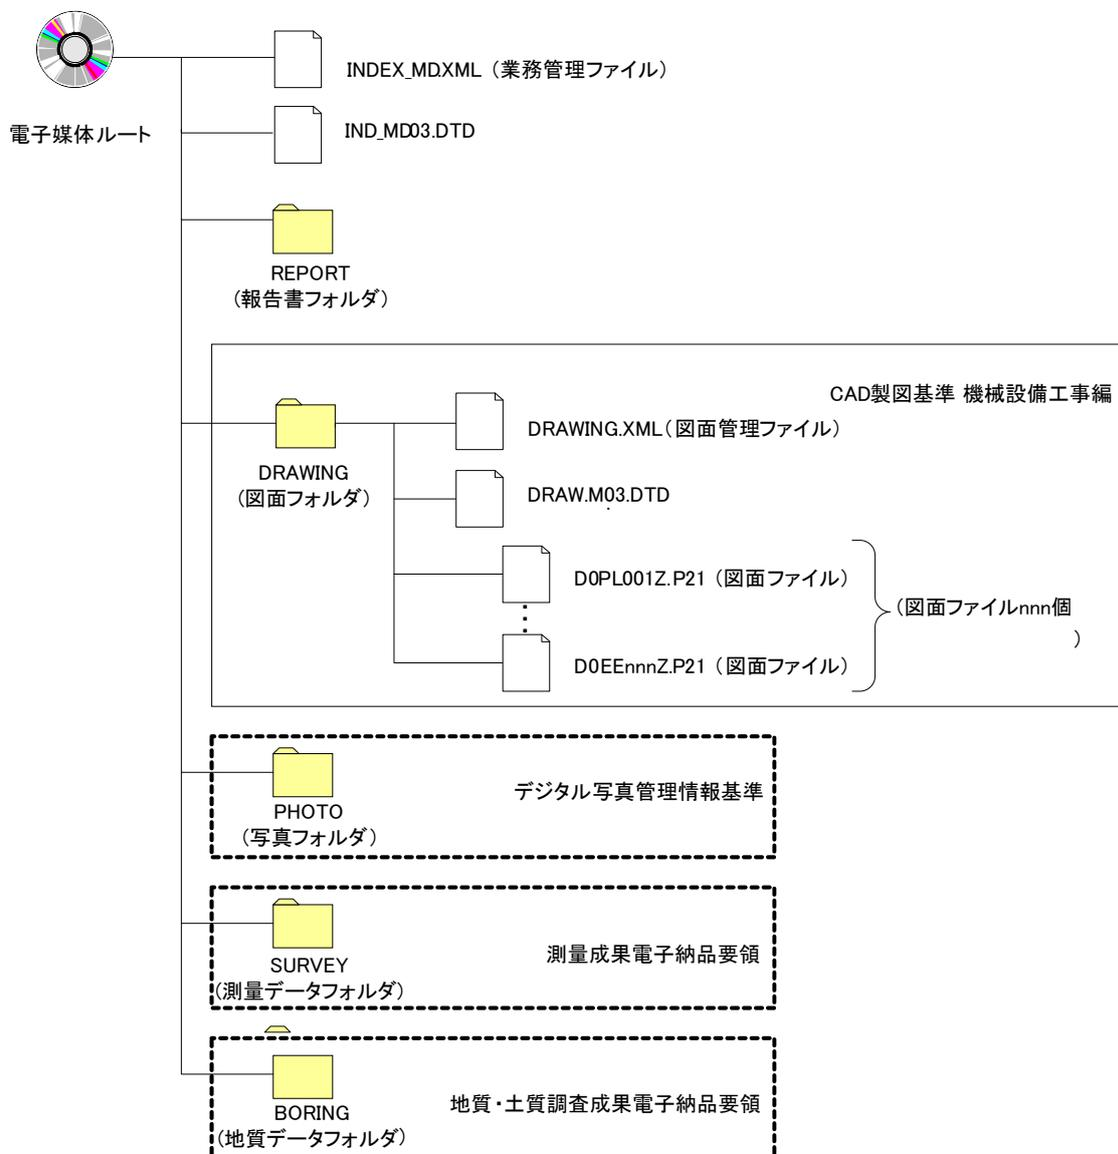 INDEX_MD.XML（業務管理ファイル）
電子媒体ルート
IND_MD03.DTD
REPORT
（報告書フォルダ）
CAD製図基準 機械設備工事編
DRAWING.XML（図面管理ファイル）
DRAWING
（図面フォルダ）
DRAW.M03.DTD
D0PL001Z.P21（図面ファイル）
（図面ファイルnnn個
）
D0EEnnnZ.P21（図面ファイル）
デジタル写真管理情報基準
PHOTO
（写真フォルダ）
測量成果電子納品要領
SURVEY
（測量データフォルダ）
地質・土質調査成果電子納品要領
BORING
（地質データフォルダ）